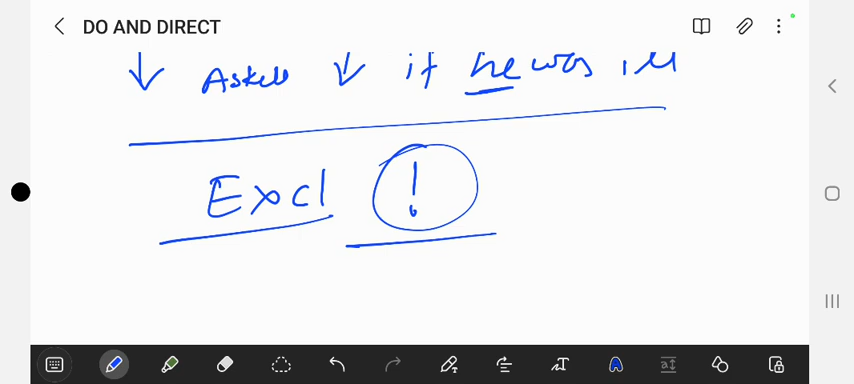 DO AND DIRECT
↓ Asked ↓ if he was ill
Excl !